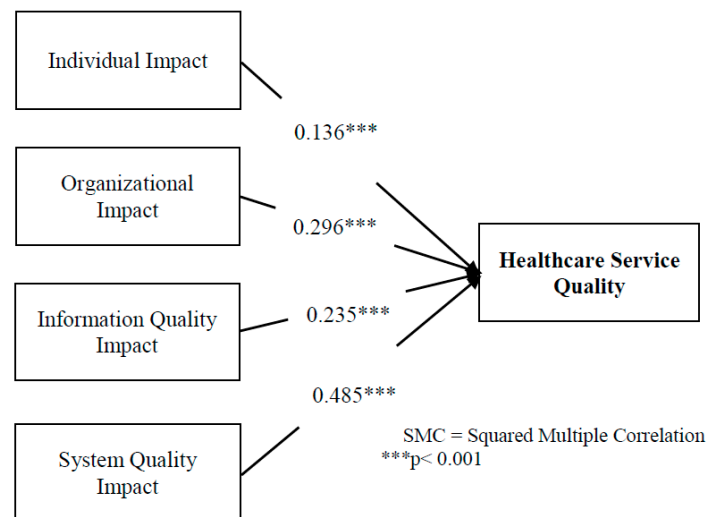 Individual Impact
0.136***
Organizational
Impact
0.296***
Healthcare Service
Quality
Information Quality
Impact
0.235***
0.485***
System Quality
Impact
SMC = Squared Multiple Correlation
***p< 0.001